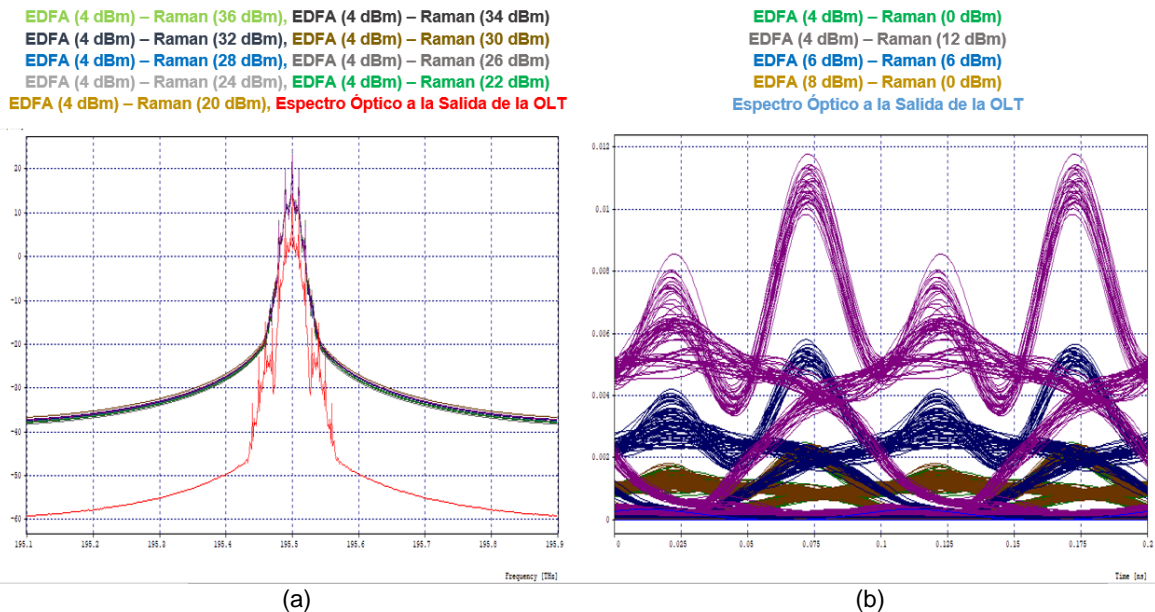 EDFA (4 dBm) – Raman (36 dBm), EDFA (4 dBm) – Raman (34 dBm)
EDFA (4 dBm) – Raman (32 dBm), EDFA (4 dBm) – Raman (30 dBm)
EDFA (4 dBm) – Raman (28 dBm), EDFA (4 dBm) – Raman (26 dBm)
EDFA (4 dBm) – Raman (24 dBm), EDFA (4 dBm) – Raman (22 dBm)
EDFA (4 dBm) – Raman (20 dBm), Espectro Óptico a la Salida de la OLT
20
10
0
-10
-20
-30
-40
-50
-60
195.1 195.2 195.3 195.4 195.5 195.6 195.7 195.8 195.9
Frequency [THz]
(a)
EDFA (4 dBm) – Raman (0 dBm)
EDFA (4 dBm) – Raman (12 dBm)
EDFA (6 dBm) – Raman (6 dBm)
EDFA (8 dBm) – Raman (0 dBm)
Espectro Óptico a la Salida de la OLT
0.012
0.01
0.008
0.006
0.004
0.002
0
0 0.025 0.05 0.075 0.1 0.125 0.15 0.175 0.2
Time [ns]
(b)